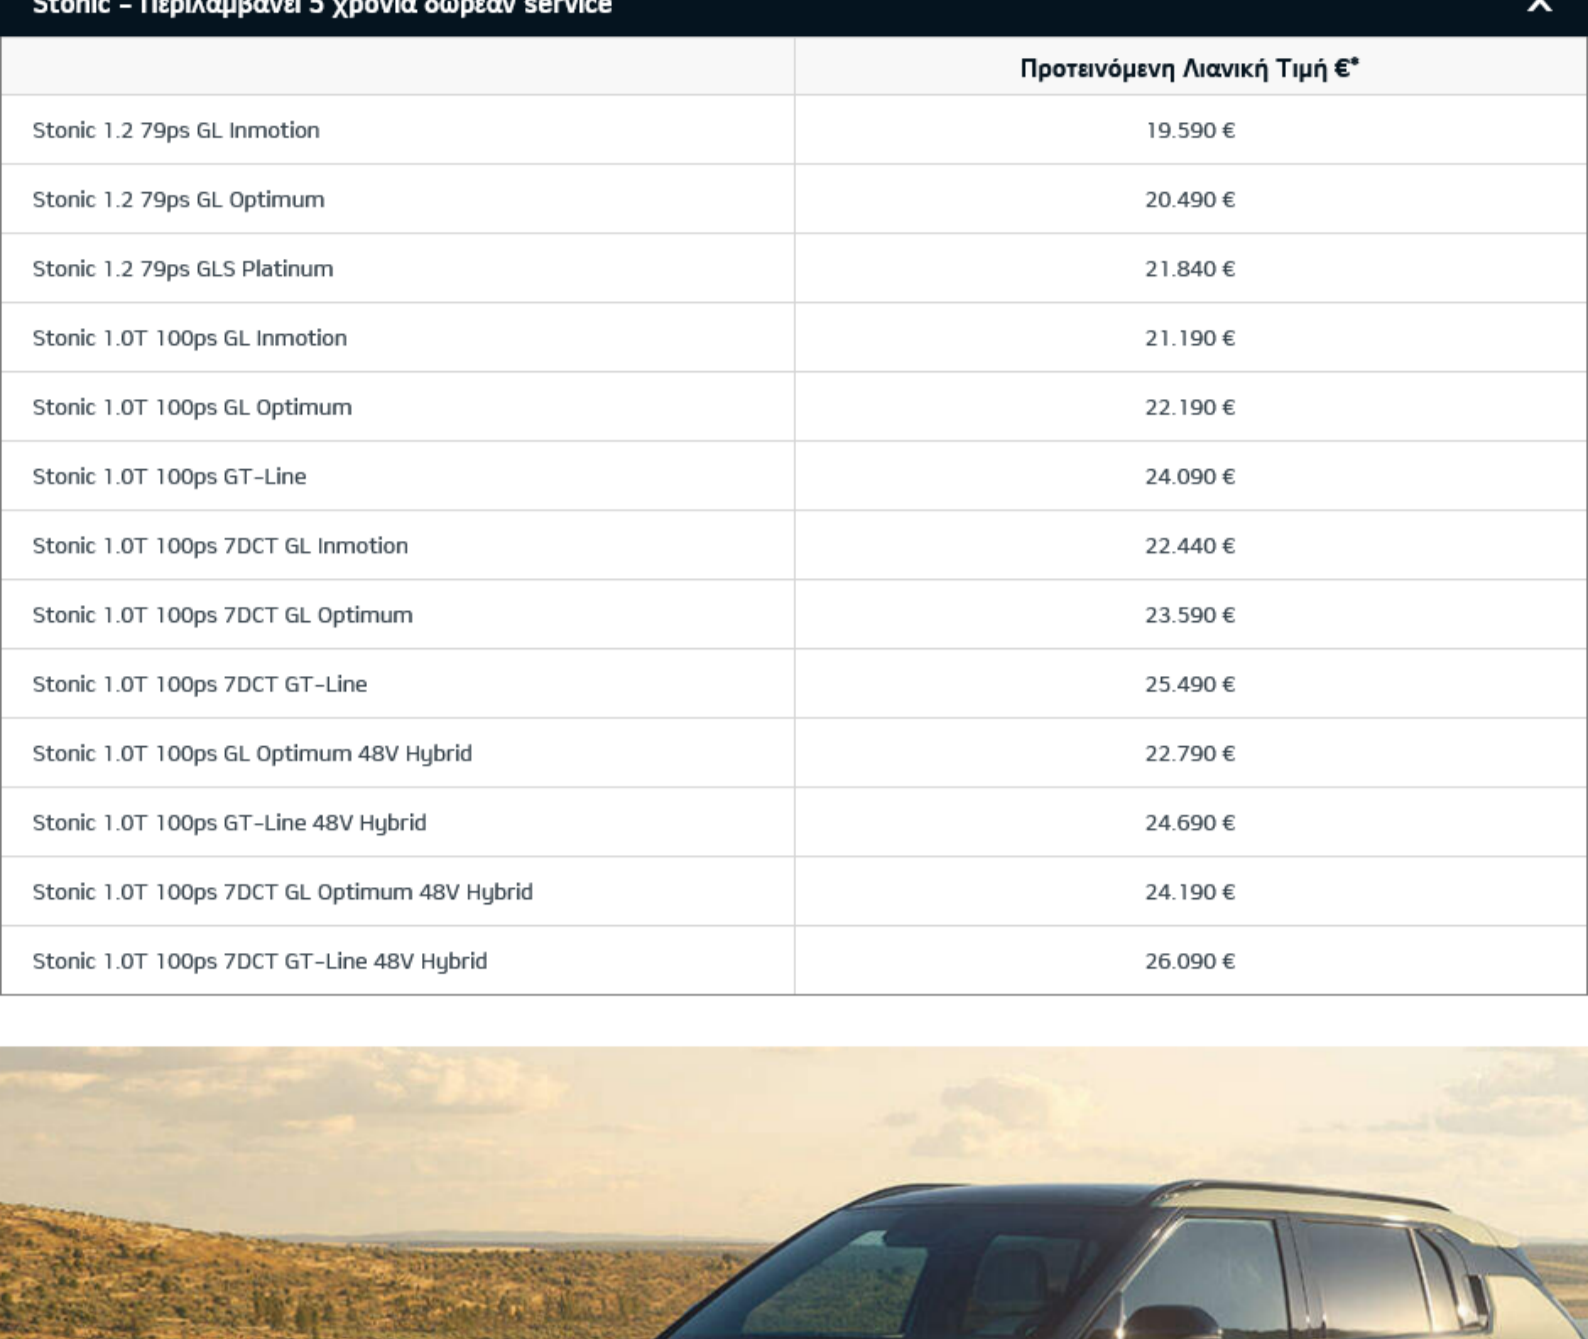 Stonic – Περιλαμβάνει 5 χρόνια δωρεάν service
Προτεινόμενη Λιανική Τιμή €*
Stonic 1.2 79ps GL Inmotion 19.590 €
Stonic 1.2 79ps GL Optimum 20.490 €
Stonic 1.2 79ps GLS Platinum 21.840 €
Stonic 1.0T 100ps GL Inmotion 21.190 €
Stonic 1.0T 100ps GL Optimum 22.190 €
Stonic 1.0T 100ps GT-Line 24.090 €
Stonic 1.0T 100ps 7DCT GL Inmotion 22.440 €
Stonic 1.0T 100ps 7DCT GL Optimum 23.590 €
Stonic 1.0T 100ps 7DCT GT-Line 25.490 €
Stonic 1.0T 100ps GL Optimum 48V Hybrid 22.790 €
Stonic 1.0T 100ps GT-Line 48V Hybrid 24.690 €
Stonic 1.0T 100ps 7DCT GL Optimum 48V Hybrid 24.190 €
Stonic 1.0T 100ps 7DCT GT-Line 48V Hybrid 26.090 €